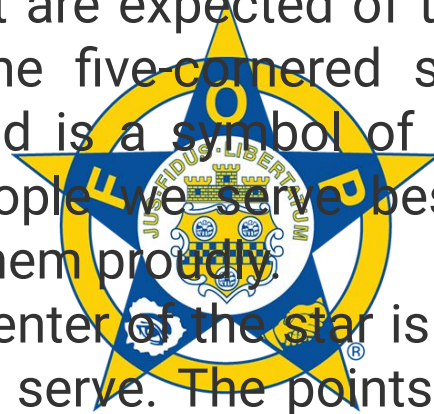 t are expected of t
he five-cornered s
d is a symbol of
ople we serve bes
hem proudly.
enter of the star is
serve. The points
F O P
JUS·FIDUS·LIBERTATUM
®